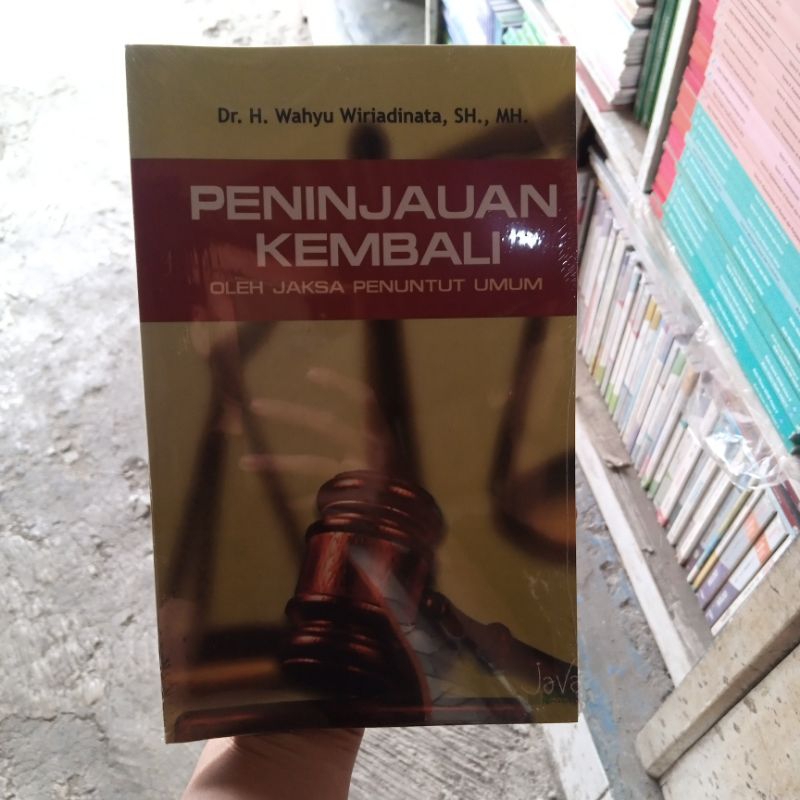 Dr. H. Wahyu Wiriadinata, SH., MH.
PENINJAUAN
KEMBALI
OLEH JAKSA PENUNTUT UMUM